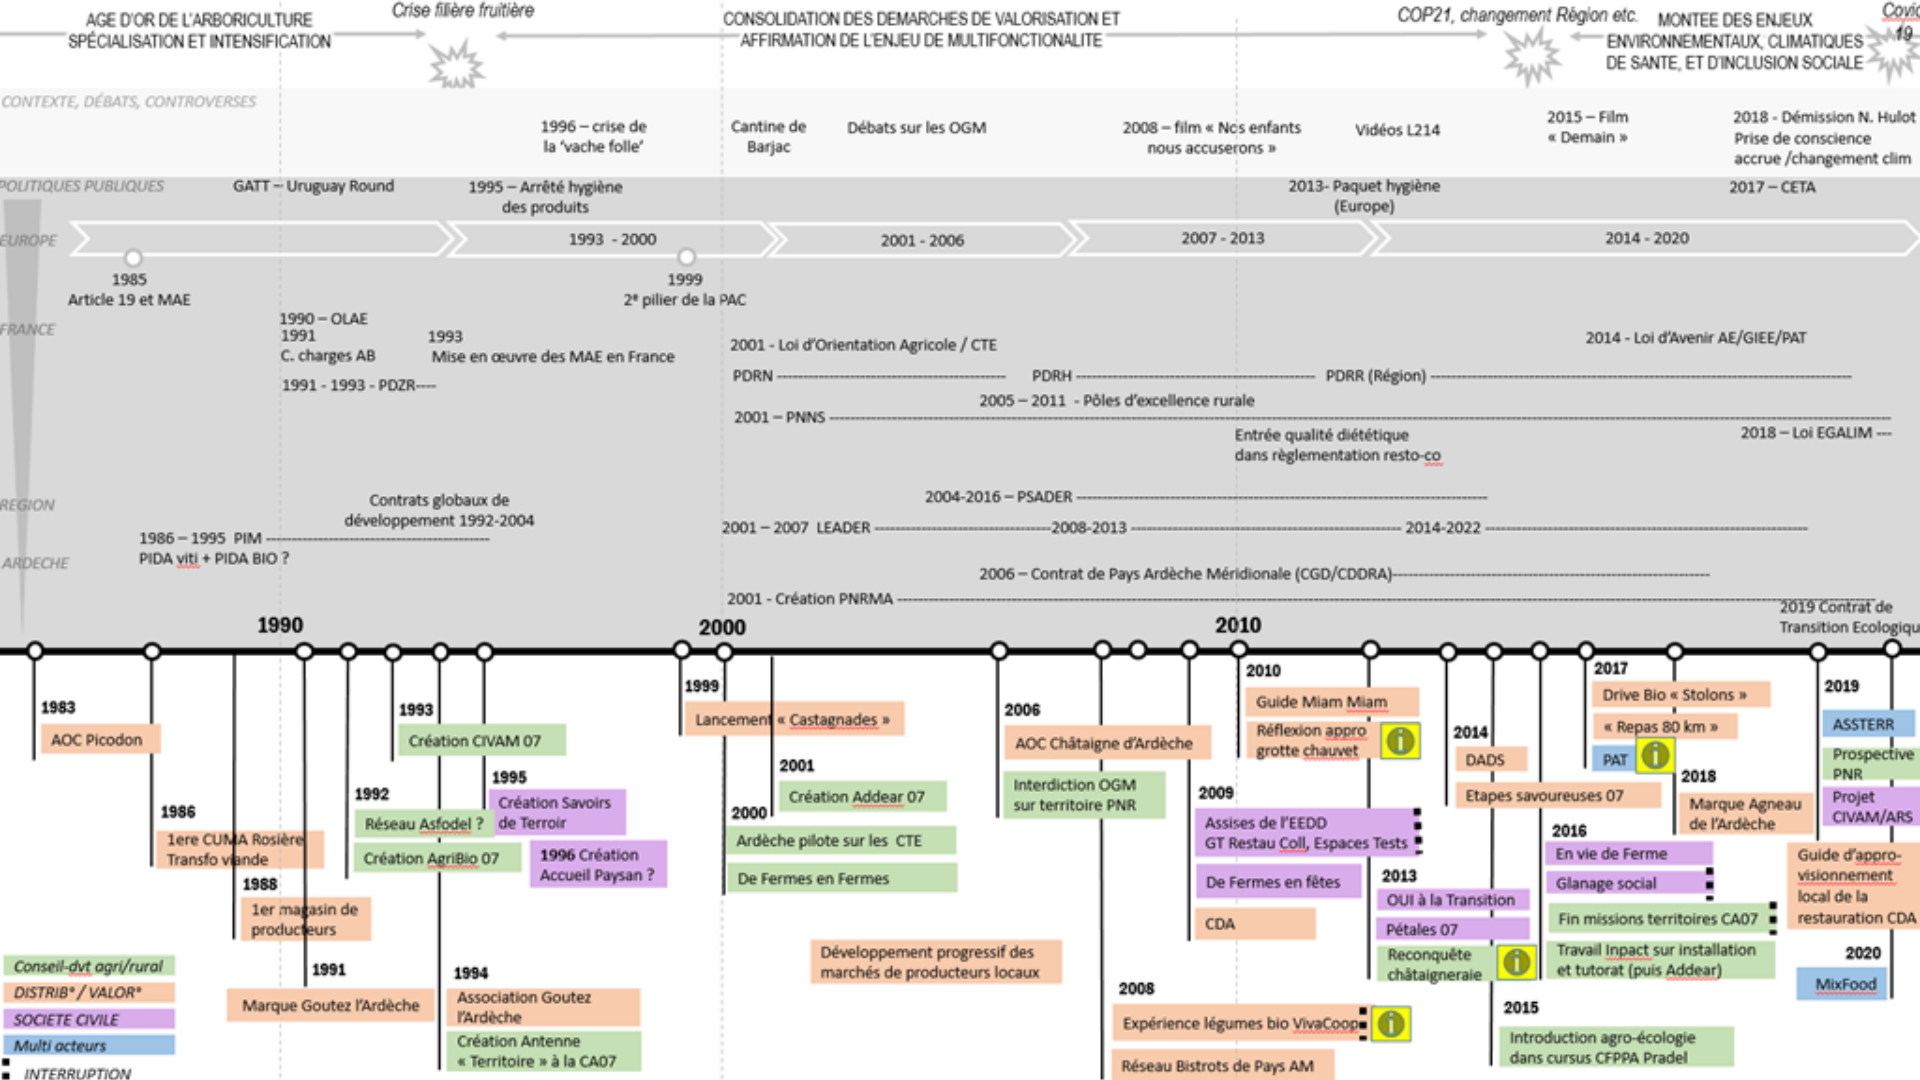 AGE D'OR DE L'ARBORICULTURE
SPÉCIALISATION ET INTENSIFICATION
Crise filière fruitière
CONSOLIDATION DES DEMARCHES DE VALORISATION ET
AFFIRMATION DE L'ENJEU DE MULTIFONCTIONALITE
COP21, changement Région etc.
MONTEE DES ENJEUX
ENVIRONNEMENTAUX, CLIMATIQUES
DE SANTE, ET D'INCLUSION SOCIALE
Covid
19
CONTEXTE, DÉBATS, CONTROVERSES
1996 – crise de
la 'vache folle'
Cantine de
Barjac
Débats sur les OGM
2008 – film « Nos enfants
nous accuserons »
Vidéos L214
2015 – Film
« Demain »
2018 - Démission N. Hulot
Prise de conscience
accrue /changement clim
POLITIQUES PUBLIQUES
GATT – Uruguay Round
1995 – Arrêté hygiène
des produits
2013- Paquet hygiène
(Europe)
2017 – CETA
EUROPE
1993 - 2000
2001 - 2006
2007 - 2013
2014 - 2020
1985
Article 19 et MAE
1999
2e pilier de la PAC
FRANCE
1990 – OLAE
1991
C. charges AB
1993
Mise en œuvre des MAE en France
1991 - 1993 - PDZR----
2001 - Loi d'Orientation Agricole / CTE
2014 - Loi d'Avenir AE/GIEE/PAT
PDRN
PDRH
PDRR (Région)
2005 – 2011 - Pôles d'excellence rurale
2001 – PNNS
Entrée qualité diététique
dans règlementation resto-co
2018 – Loi EGALIM ---
REGION
Contrats globaux de
développement 1992-2004
2004-2016 – PSADER
1986 – 1995 PIM
PIDA viti + PIDA BIO ?
2001 – 2007 LEADER
2008-2013
2014-2022
ARDECHE
2006 – Contrat de Pays Ardèche Méridionale (CGD/CDDRA)
2001 - Création PNRMA
2019 Contrat de
Transition Ecologiqu
1990
2000
2010
1983
AOC Picodon
1986
1ere CUMA Rosière
Transfo viande
1988
1er magasin de
producteurs
1991
Marque Goutez l'Ardèche
1992
Réseau Asfodel ?
Création AgriBio 07
1993
Création CIVAM 07
1994
Association Goutez
l'Ardèche
Création Antenne
« Territoire » à la CA07
1995
Création Savoirs
de Terroir
1996 Création
Accueil Paysan ?
1999
Lancement « Castagnades »
2000
Ardèche pilote sur les CTE
De Fermes en Fermes
2001
Création Addear 07
Développement progressif des
marchés de producteurs locaux
2006
AOC Châtaigne d'Ardèche
Interdiction OGM
sur territoire PNR
2008
Expérience légumes bio VivaCoop
Réseau Bistrots de Pays AM
2009
Assises de l'EEDD
GT Restau Coll, Espaces Tests
De Fermes en fêtes
CDA
2010
Guide Miam Miam
Réflexion appro
grotte chauvet
2013
OUI à la Transition
Pétales 07
Reconquête
châtaigneraie
2014
DADS
Etapes savoureuses 07
2015
Introduction agro-écologie
dans cursus CFPPA Pradel
2016
En vie de Ferme
Glanage social
Fin missions territoires CA07
Travail Inpact sur installation
et tutorat (puis Addear)
2017
Drive Bio « Stolons »
« Repas 80 km »
PAT
2018
Marque Agneau
de l'Ardèche
2019
ASSTERR
Prospective
PNR
Projet
CIVAM/ARS
Guide d'appro-
visionnement
local de la
restauration CDA
2020
MixFood
Conseil-dvt agri/rural
DISTRIB° / VALOR°
SOCIETE CIVILE
Multi acteurs
INTERRUPTION